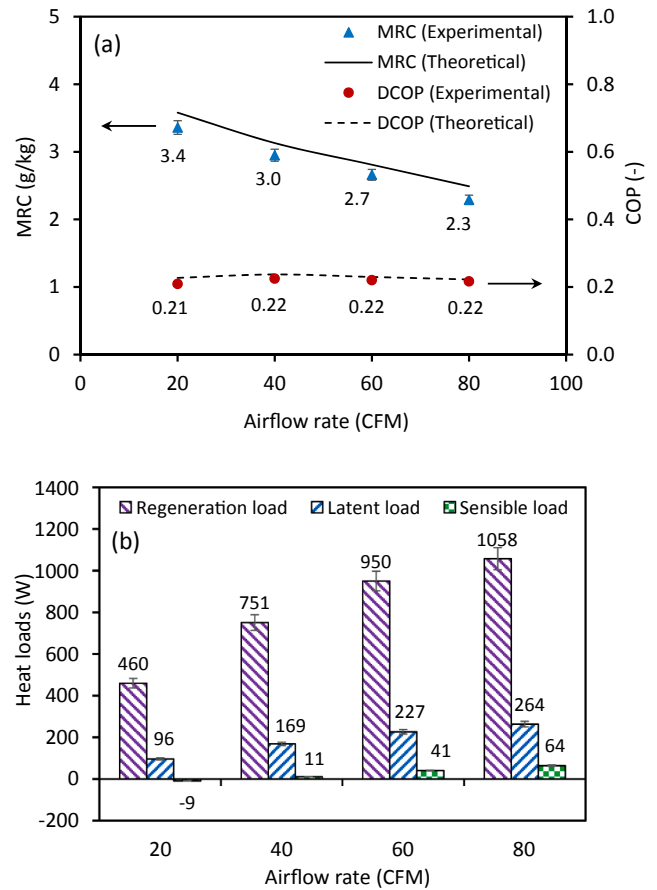 (a)
MRC (Experimental)
MRC (Theoretical)
DCOP (Experimental)
DCOP (Theoretical)
5
4
3
2
1
0
MRC (g/kg)
3.4
3.0
2.7
2.3
0.21
0.22
0.22
0.22
1.0
0.8
0.6
0.4
0.2
0.0
COP (-)
0 20 40 60 80 100
Airflow rate (CFM)
(b)
Regeneration load Latent load Sensible load
1400
1200
1000
800
600
400
200
0
-200
Heat loads (W)
460
96
-9
751
169
11
950
227
41
1058
264
64
20 40 60 80
Airflow rate (CFM)